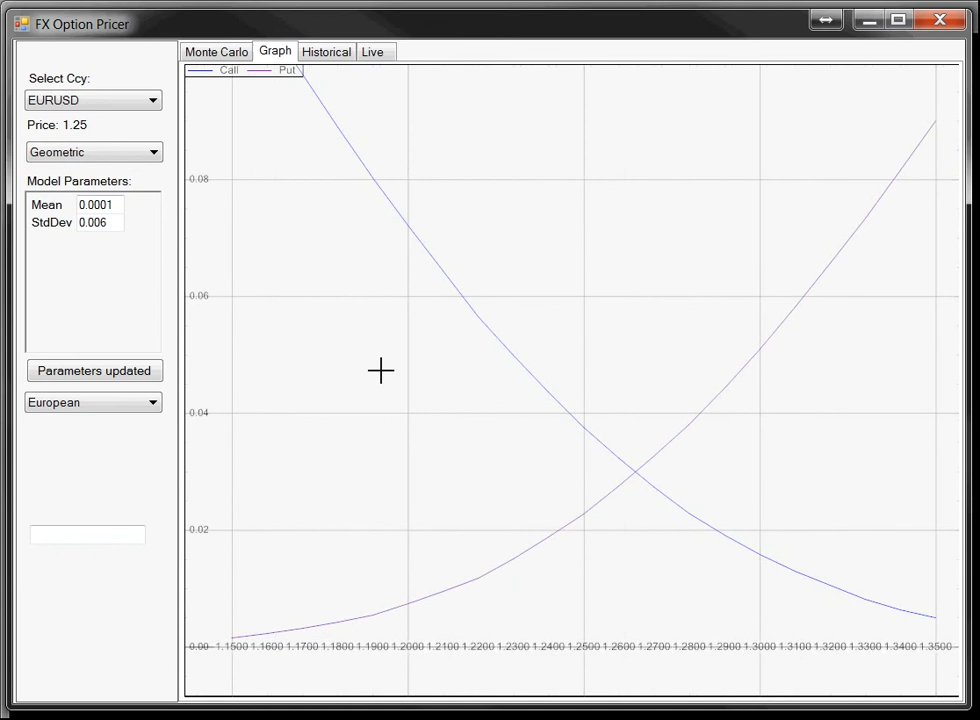 FX Option Pricer
Select Ccy:
EURUSD
Price: 1.25
Geometric
Model Parameters:
Mean 0.0001
StdDev 0.006
Parameters updated
European
Monte Carlo Graph Historical Live
Call Put
0.08
0.06
0.04
0.02
0.00 1.1500 1.1600 1.1700 1.1800 1.1900 1.2000 1.2100 1.2200 1.2300 1.2400 1.2500 1.2600 1.2700 1.2800 1.2900 1.3000 1.3100 1.3200 1.3300 1.3400 1.3500